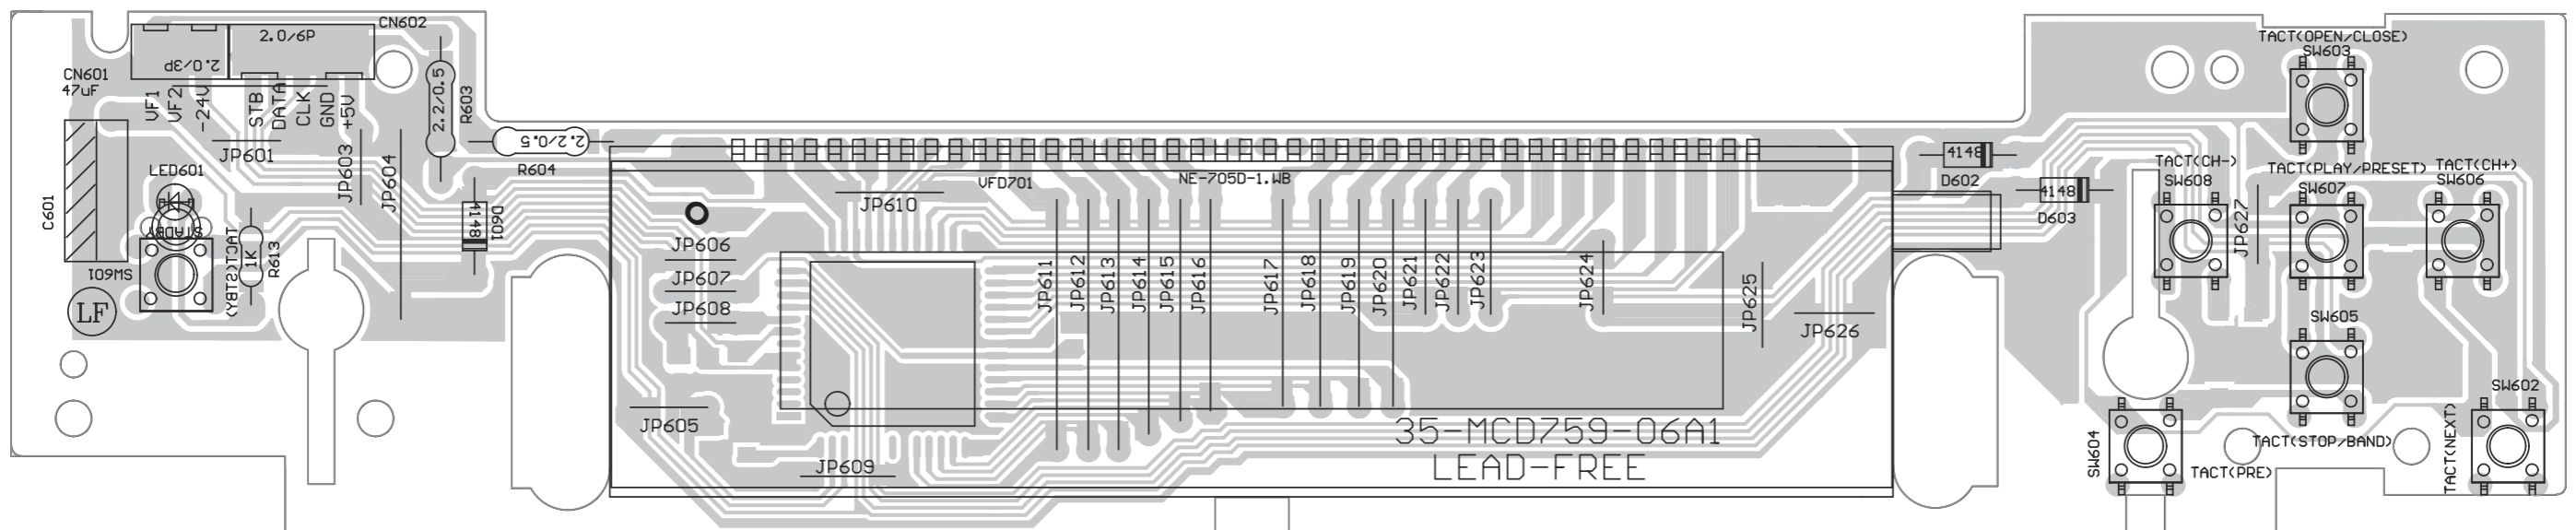 CN602
2.0/6P
2.0/3P
CN601
47uF
VF1
VF2
-24V
STB
DATA
CLK
GND
+5V
2.2/0.5
R603
2.2/0.5
R604
JP601
JP603
JP604
LED601
C601
STADBY
SW601
TACT(STBY)
1K
R613
LF
4148
D601
VFD701
NE-705D-1.WB
JP610
JP606
JP607
JP608
JP605
JP609
JP611
JP612
JP613
JP614
JP615
JP616
JP617
JP618
JP619
JP620
JP621
JP622
JP623
JP624
JP625
JP626
35-MCD759-06A1
LEAD-FREE
4148
D602
4148
D603
TACT(OPEN/CLOSE)
SW603
TACT(CH-)
SW608
JP627
TACT(PLAY/PRESET)
SW607
TACT(CH+)
SW606
SW605
TACT(STOP/BAND)
SW604
TACT(PRE)
SW602
TACT(NEXT)